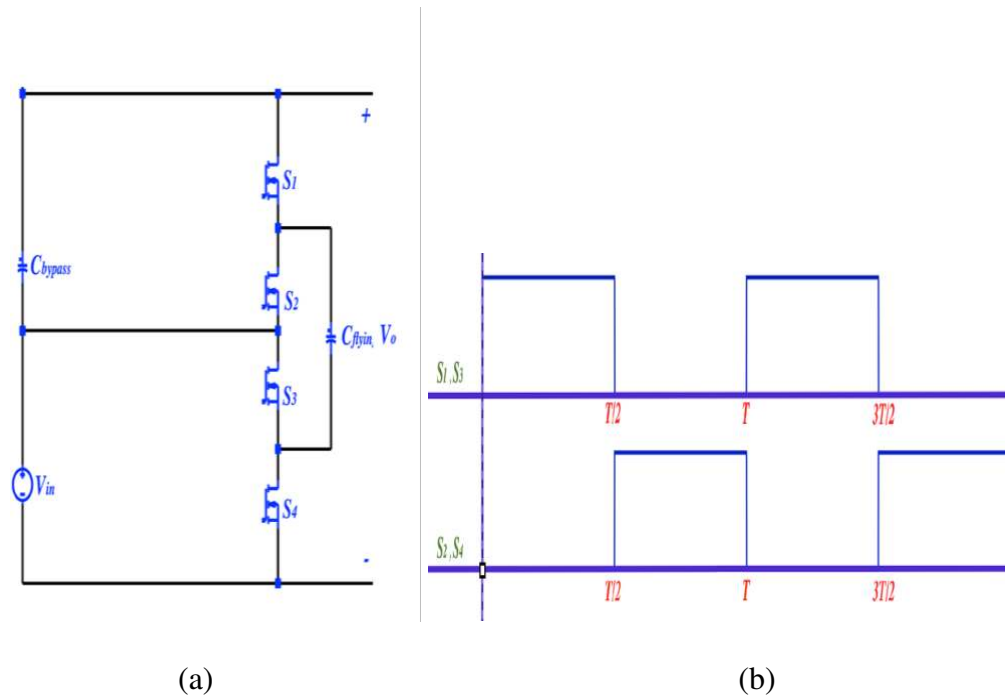 +
S1
Cbypass
S2
Cflyin, Vo
S3
Vin
S4
-
S1 ,S3
T/2
T
3T/2
S2 ,S4
T/2
T
3T/2
(a)
(b)